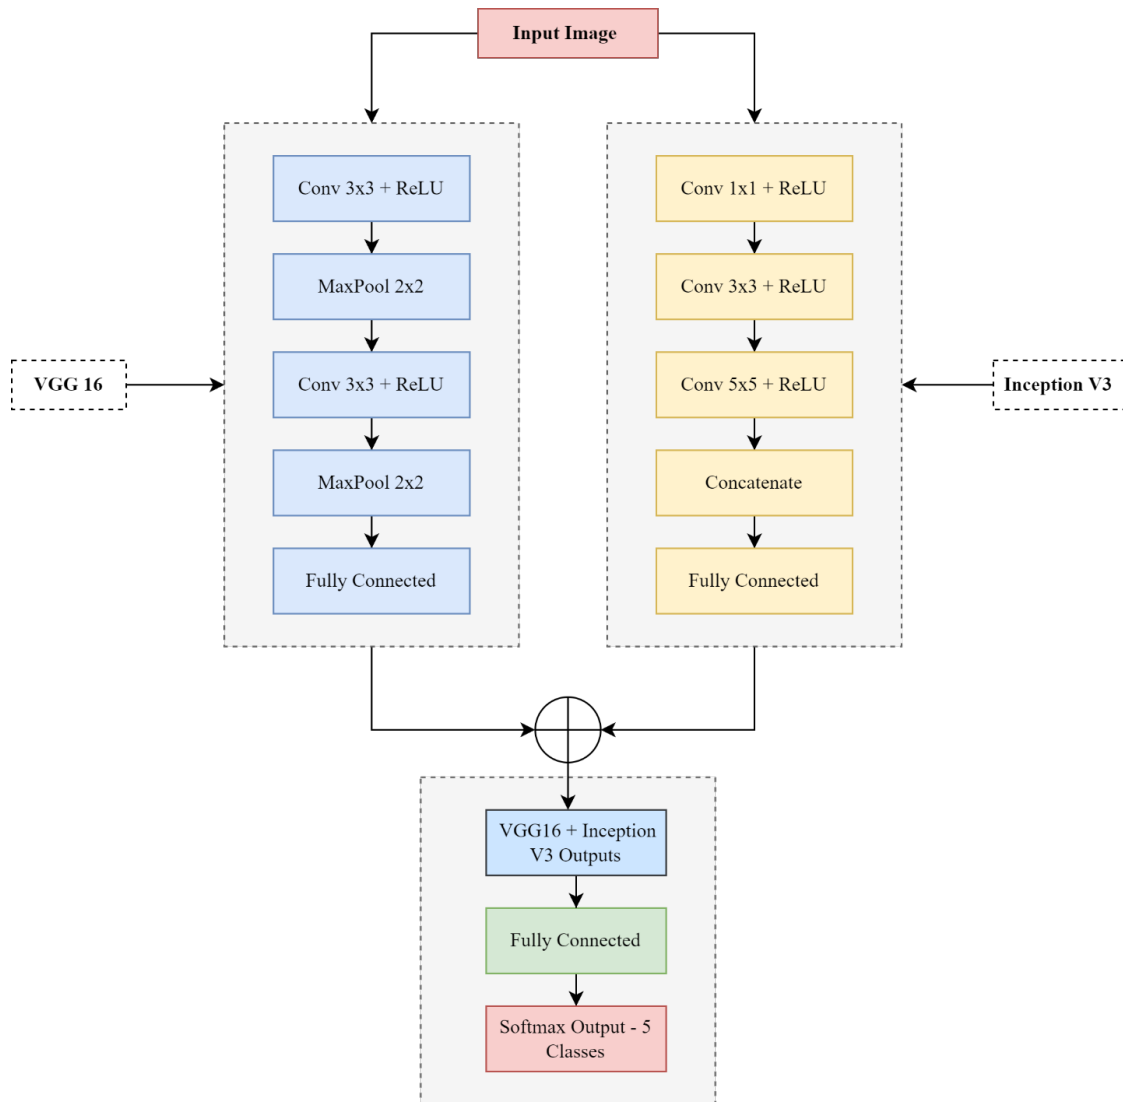 Input Image
Conv 3x3 + ReLU
MaxPool 2x2
Conv 3x3 + ReLU
MaxPool 2x2
Fully Connected
VGG 16
Conv 1x1 + ReLU
Conv 3x3 + ReLU
Conv 5x5 + ReLU
Concatenate
Fully Connected
Inception V3
VGG16 + Inception
V3 Outputs
Fully Connected
Softmax Output - 5
Classes